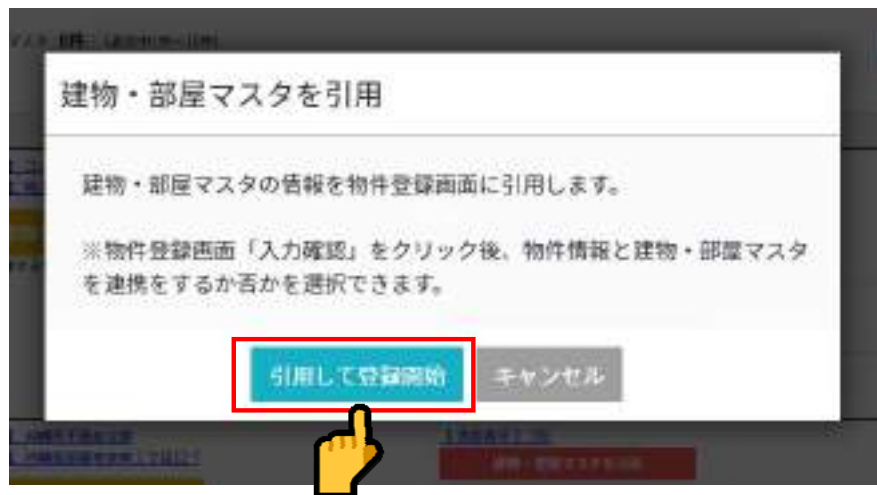 建物・部屋マスタを引用
建物・部屋マスタの情報を物件登録画面に引用します。
※物件登録画面「入力確認」をクリック後、物件情報と建物・部屋マスタ
を連携をするか否かを選択できます。
引用して登録開始
キャンセル